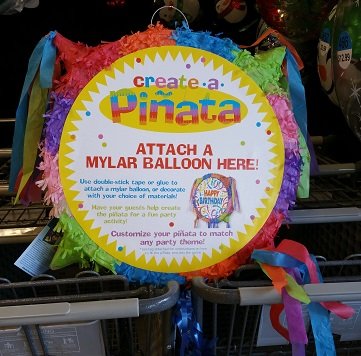 create·a·
Piñata
ATTACH A
MYLAR BALLOON HERE!
Use double-stick tape or glue to
attach a mylar balloon, or decorate
with your choice of materials!
Have your guests help create
the piñata for a fun party
activity!
HAPPY
BIRTHDAY
Customize your piñata to match
any party theme!